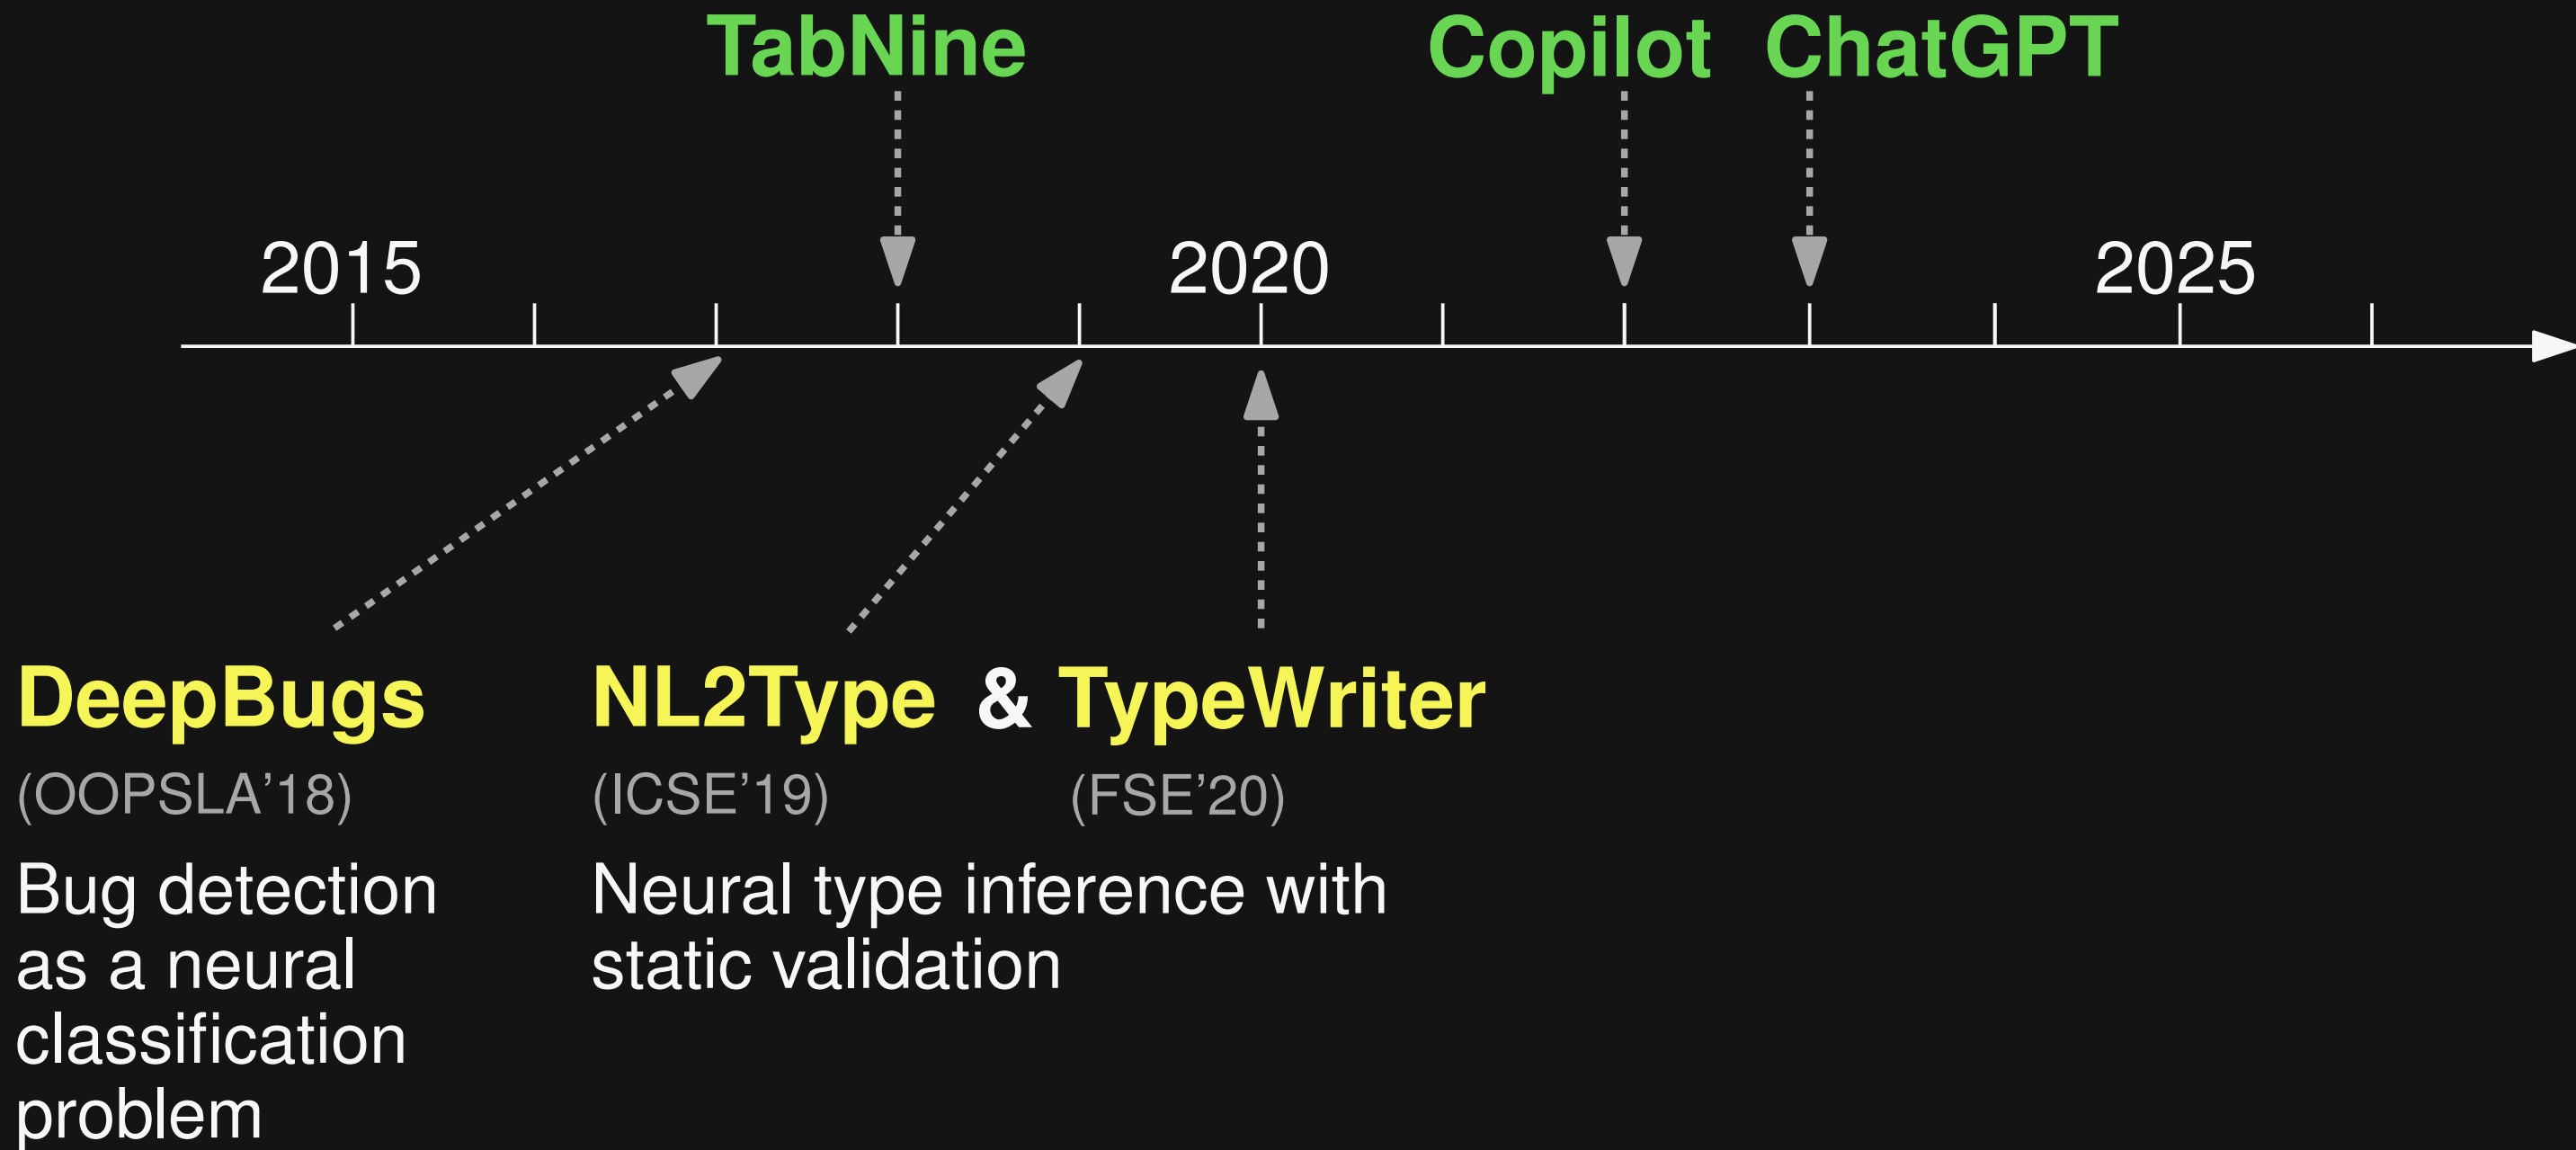 TabNine Copilot ChatGPT
2015 2020 2025
DeepBugs
(OOPSLA’18)
Bug detection
as a neural
classification
problem
NL2Type & TypeWriter
(ICSE’19) (FSE’20)
Neural type inference with
static validation